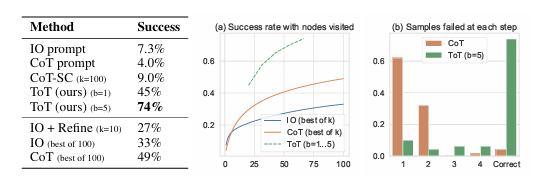 Method Success
IO prompt 7.3%
CoT prompt 4.0%
CoT-SC (k=100) 9.0%
ToT (ours) (b=1) 45%
ToT (ours) (b=5) 74%
IO + Refine (k=10) 27%
IO (best of 100) 33%
CoT (best of 100) 49%
(a) Success rate with nodes visited
0.6
0.4
0.2
0 25 50 75 100
IO (best of k)
CoT (best of k)
ToT (b=1...5)
(b) Samples failed at each step
0.6
0.4
0.2
0.0
1 2 3 4 Correct
CoT
ToT (b=5)